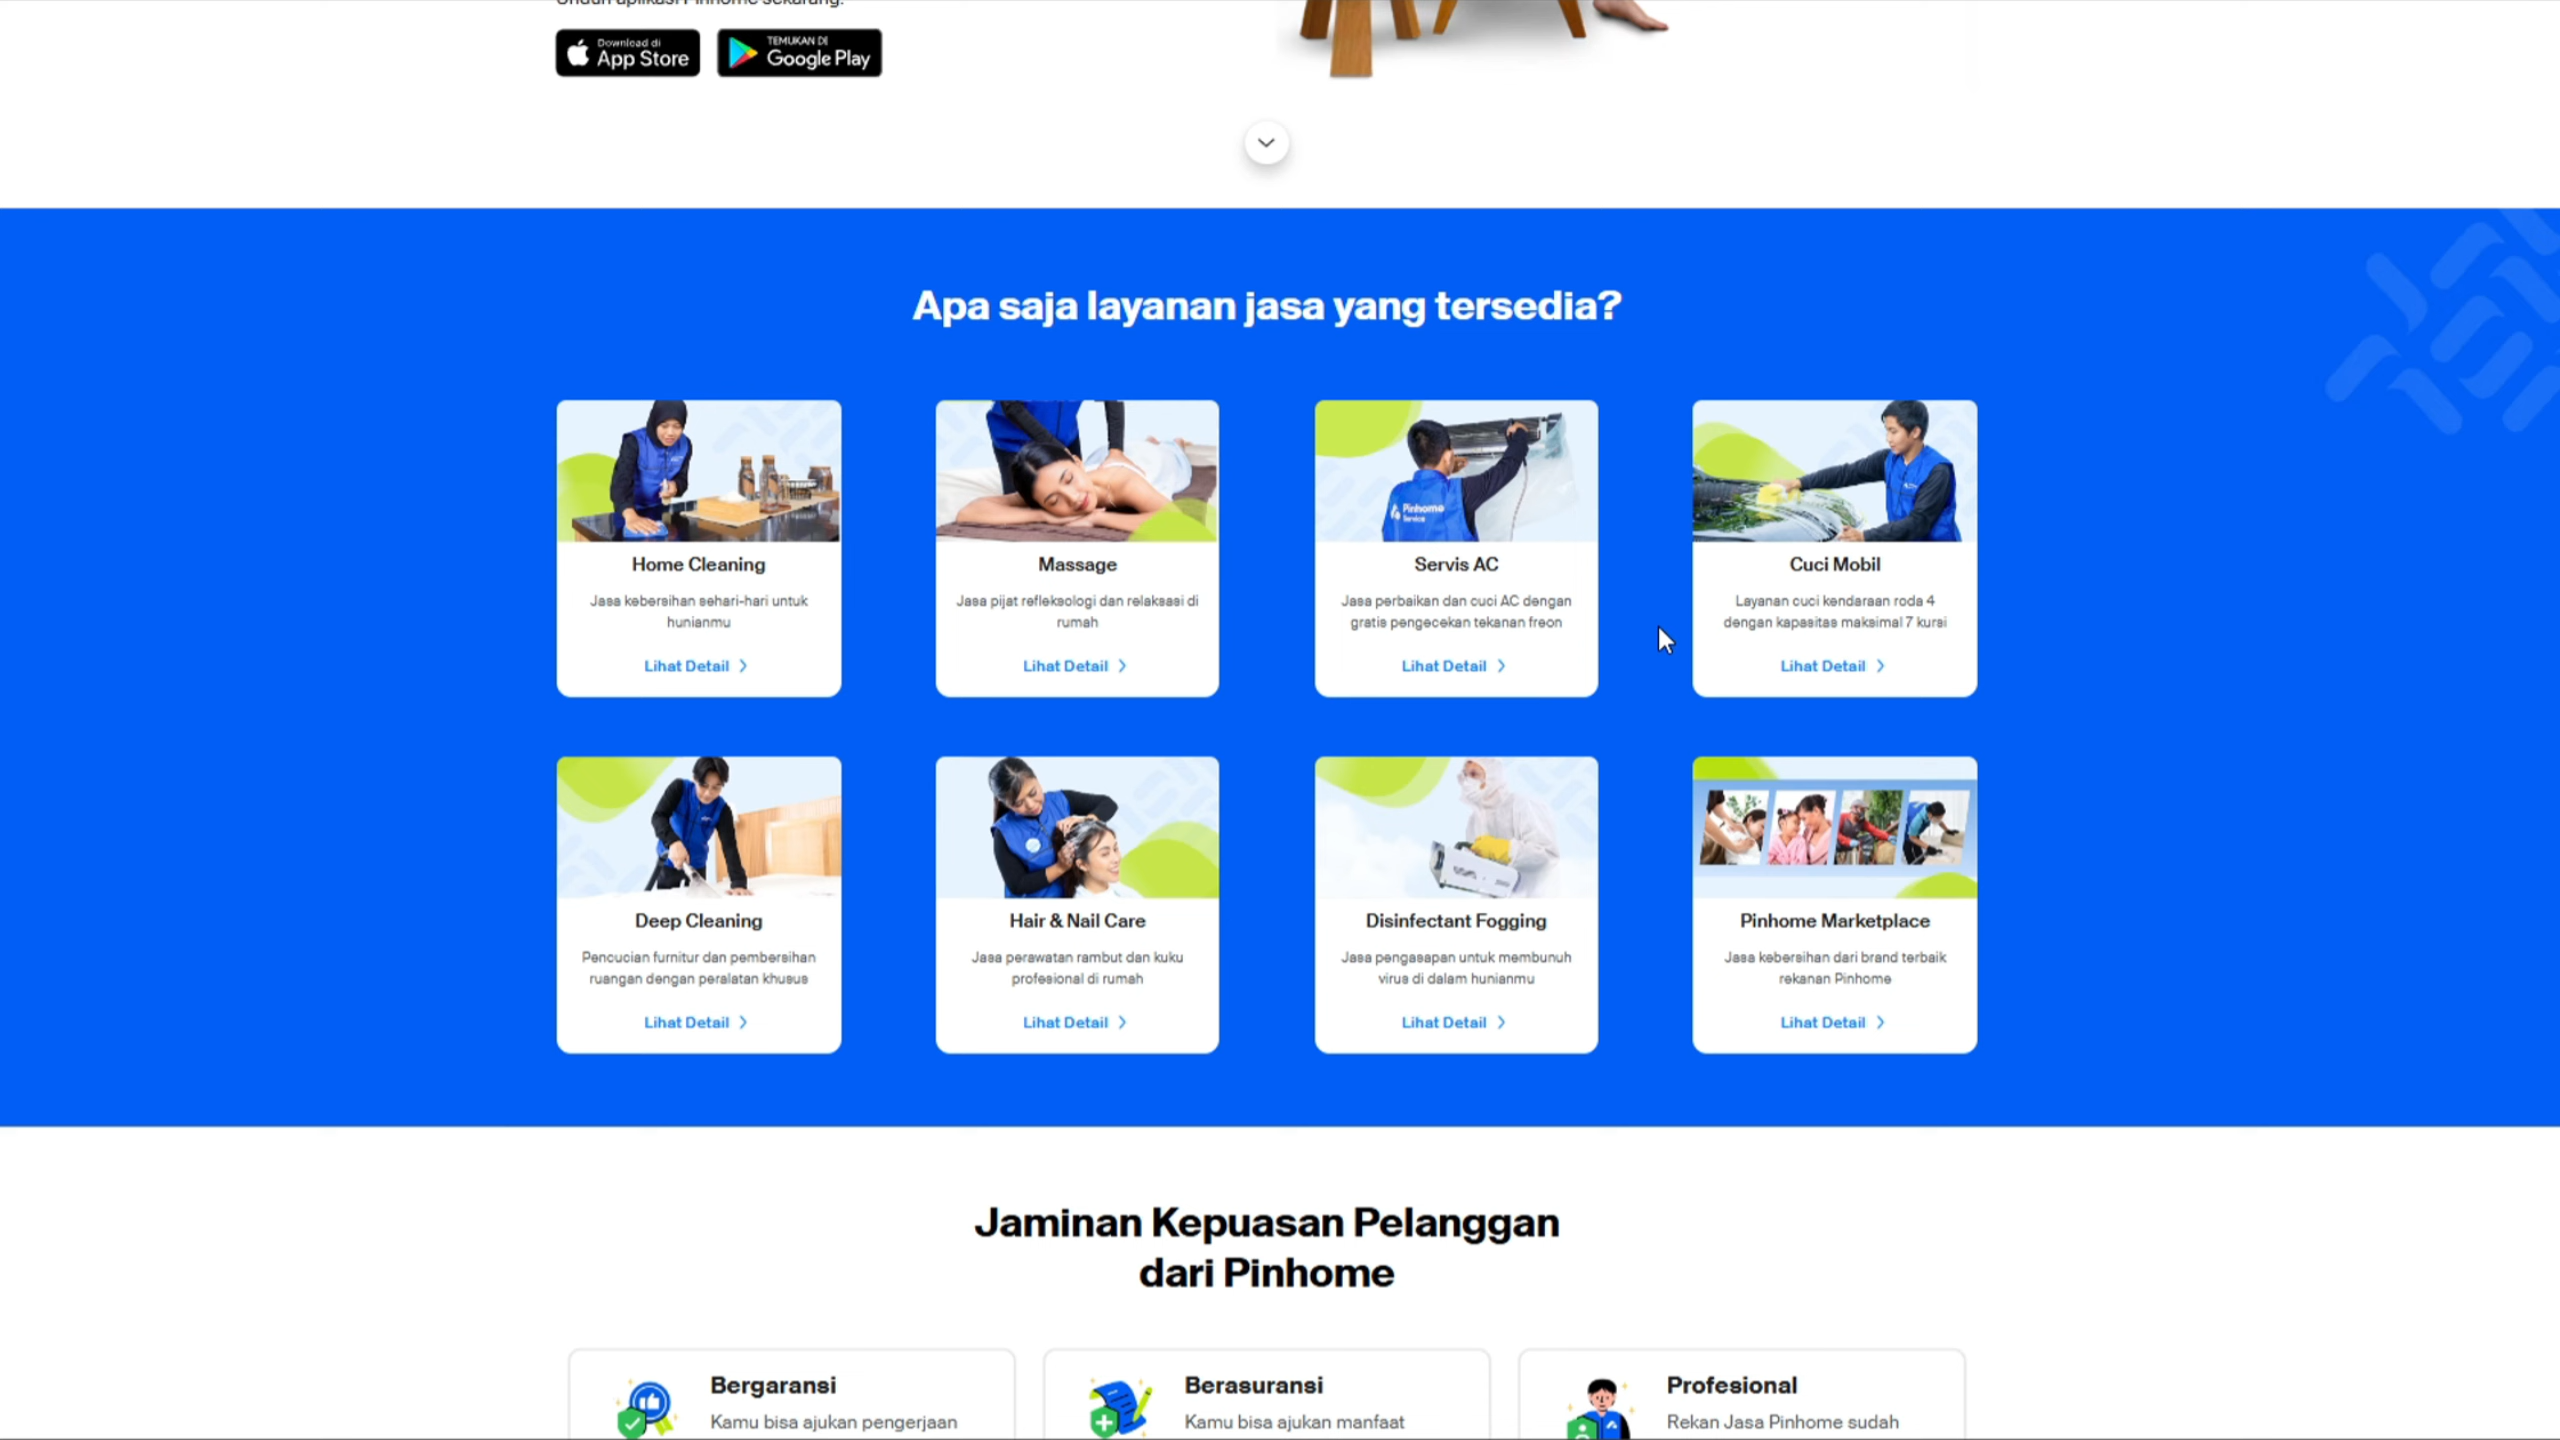 Unduh aplikasi Pinhome sekarang.
Download di
App Store
TEMUKAN DI
Google Play
Apa saja layanan jasa yang tersedia?
Pinhome
Service
Home Cleaning
Jasa kebersihan sehari-hari untuk
hunianmu
Lihat Detail
Massage
Jasa pijat refleksologi dan relaksasi di
rumah
Lihat Detail
Servis AC
Jasa perbaikan dan cuci AC dengan
gratis pengecekan tekanan freon
Lihat Detail
Cuci Mobil
Layanan cuci kendaraan roda 4
dengan kapasitas maksimal 7 kursi
Lihat Detail
Deep Cleaning
Pencucian furnitur dan pembersihan
ruangan dengan peralatan khusus
Lihat Detail
Hair & Nail Care
Jasa perawatan rambut dan kuku
profesional di rumah
Lihat Detail
Disinfectant Fogging
Jasa pengasapan untuk membunuh
virus di dalam hunianmu
Lihat Detail
Pinhome Marketplace
Jasa kebersihan dari brand terbaik
rekanan Pinhome
Lihat Detail
Jaminan Kepuasan Pelanggan
dari Pinhome
Bergaransi
Kamu bisa ajukan pengerjaan
Berasuransi
Kamu bisa ajukan manfaat
Profesional
Rekan Jasa Pinhome sudah